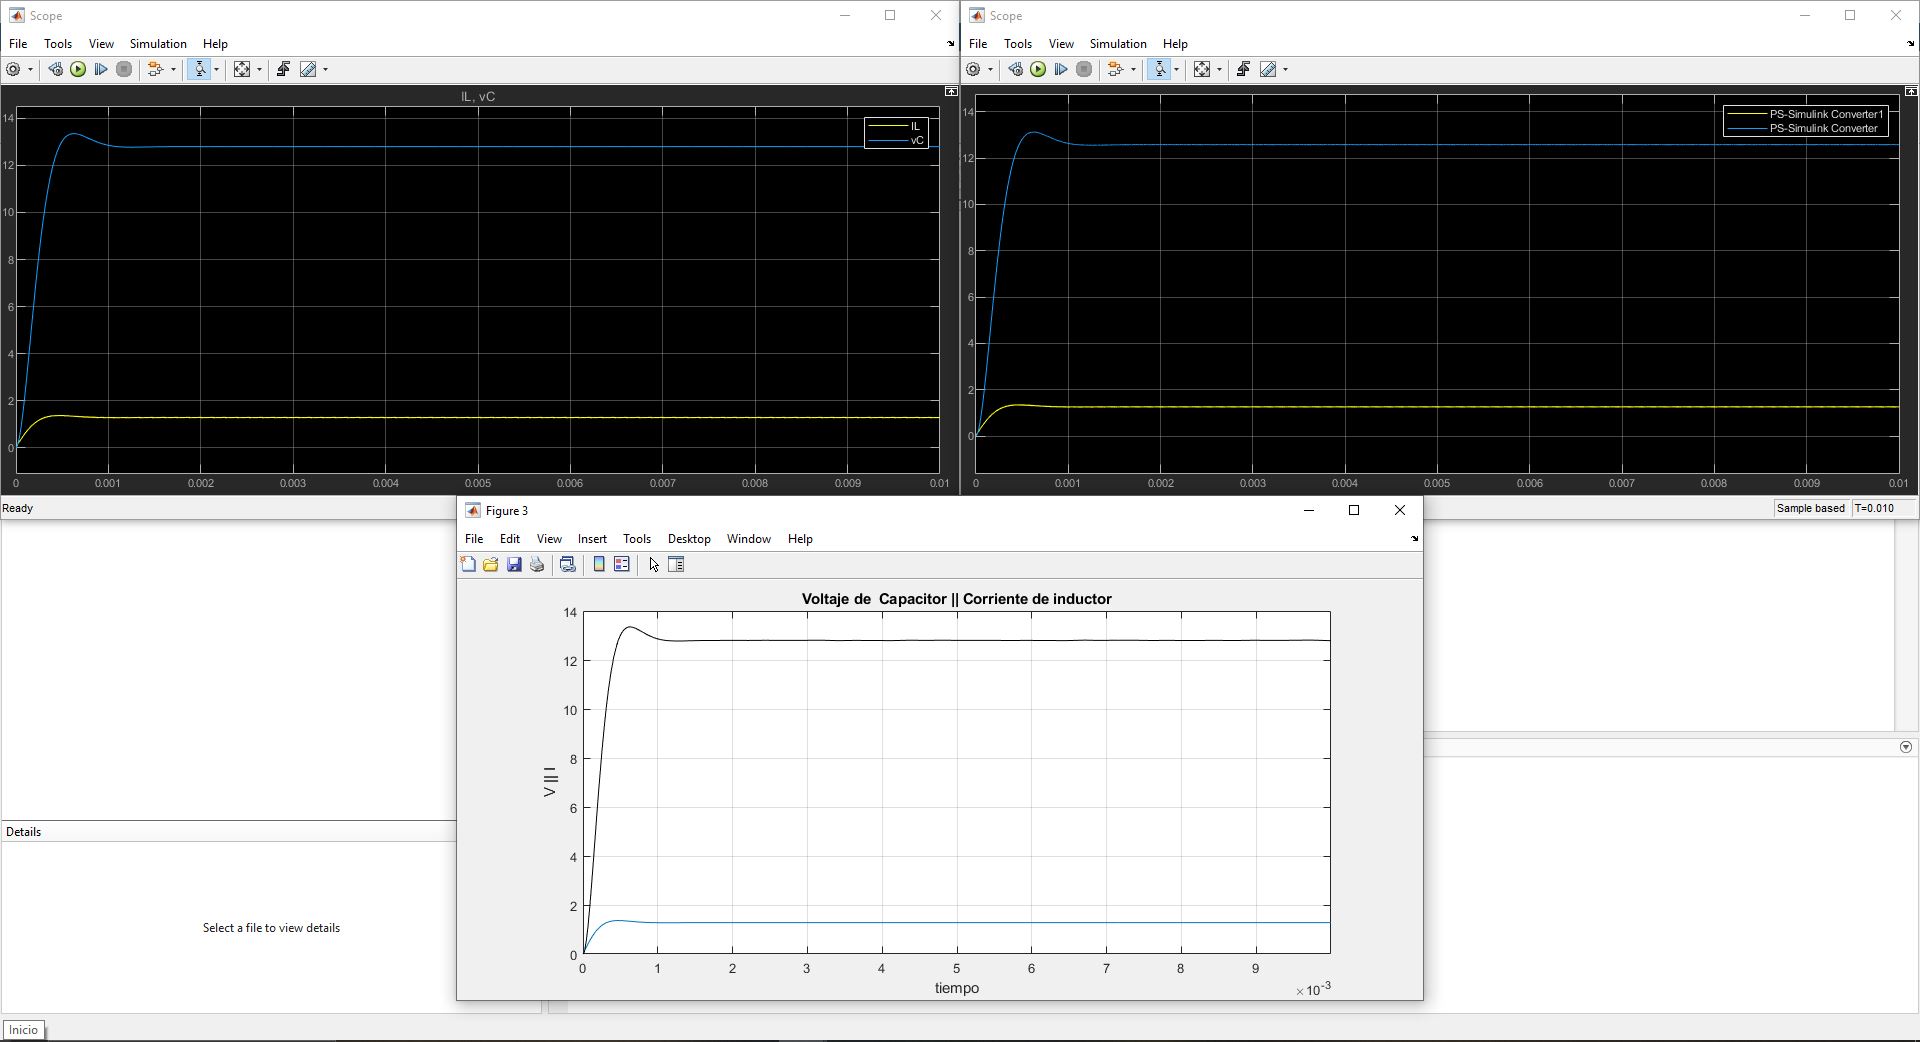 Scope
File Tools View Simulation Help
IL, vC
IL
vC
14
12
10
8
6
4
2
0
0 0.001 0.002 0.003 0.004 0.005 0.006 0.007 0.008 0.009 0.01
Ready
Scope
File Tools View Simulation Help
PS-Simulink Converter1
PS-Simulink Converter
14
12
10
8
6
4
2
0
0 0.001 0.002 0.003 0.004 0.005 0.006 0.007 0.008 0.009 0.01
Sample based T=0.010
Figure 3
File Edit View Insert Tools Desktop Window Help
Voltaje de Capacitor || Corriente de inductor
V || I
14
12
10
8
6
4
2
0
0 1 2 3 4 5 6 7 8 9
tiempo
×10-3
Details
Select a file to view details
Inicio